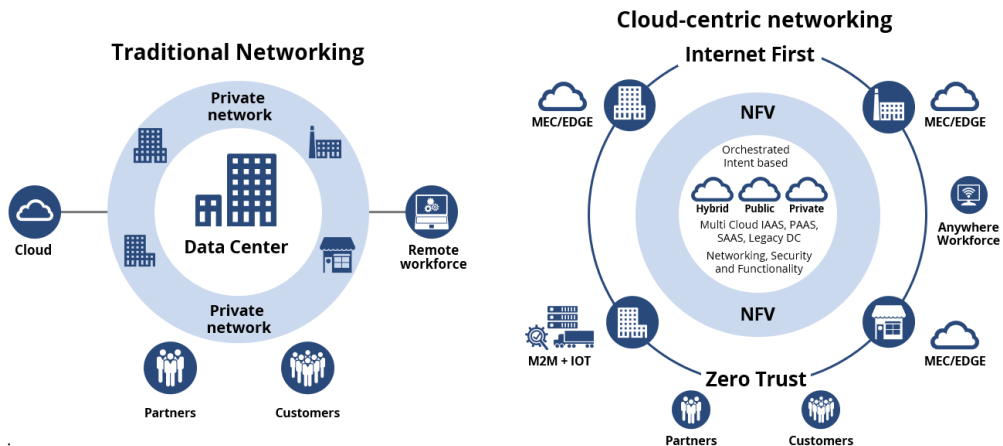 Traditional Networking
Private
network
Cloud
Data Center
Remote
workforce
Private
network
Partners
Customers
.
Cloud-centric networking
Internet First
MEC/EDGE
MEC/EDGE
NFV
Orchestrated
Intent based
Hybrid
Public
Private
Multi Cloud IAAS, PAAS,
SAAS, Legacy DC
Networking, Security
and Functionality
Anywhere
Workforce
NFV
M2M + IOT
MEC/EDGE
Zero Trust
Partners
Customers